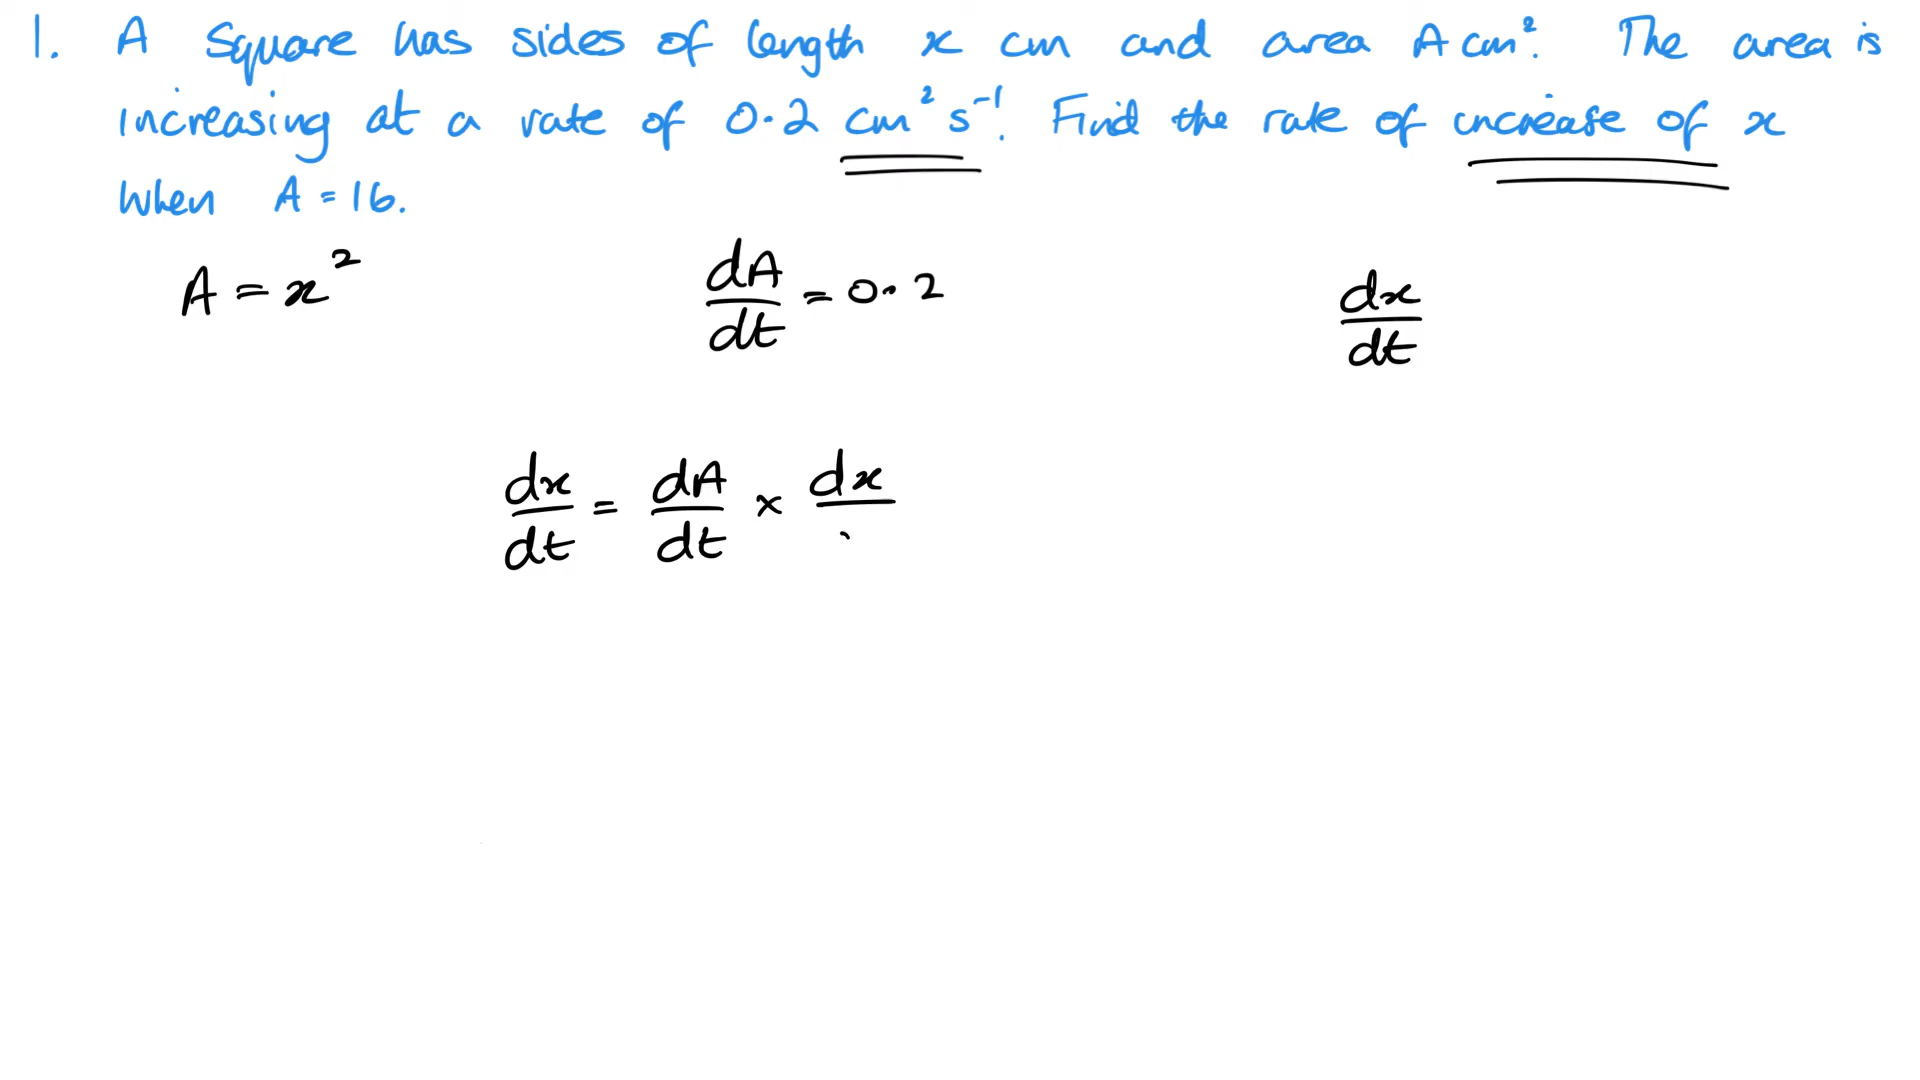 1. A square has sides of length x cm and area A cm². The area is
increasing at a rate of 0.2 cm² s⁻¹. Find the rate of increase of x
when A = 16.
A = x² dA/dt = 0.2 dx/dt
dx/dt = dA/dt × dx/